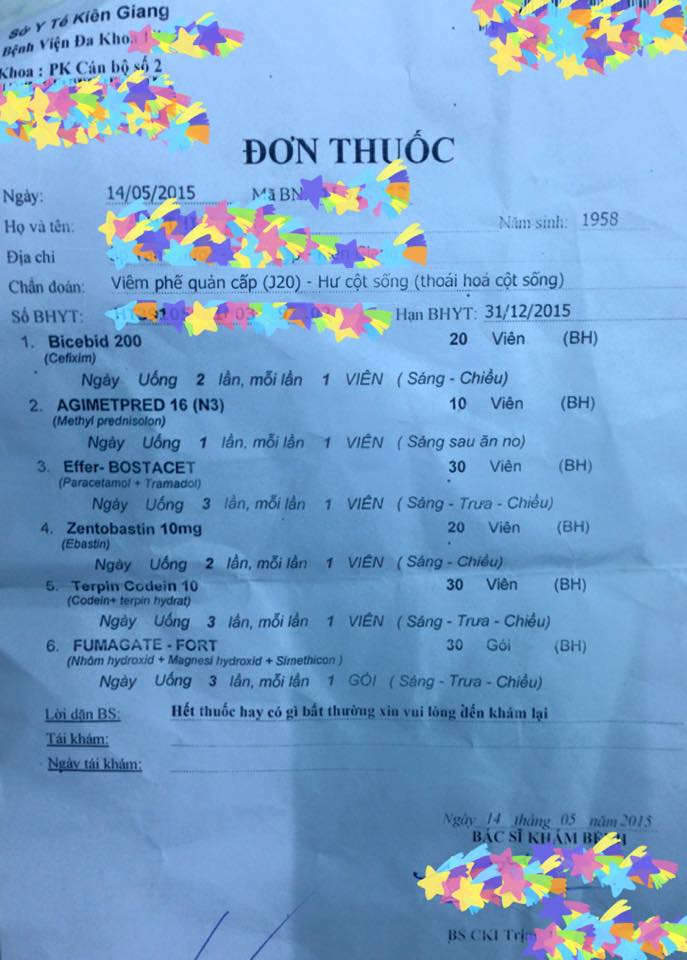 Sở Y Tế Kiên Giang
Bệnh Viện Đa Khoa
Khoa : PK Cán bộ số 2
ĐƠN THUỐC
Ngày: 14/05/2015 Mã BN
Họ và tên: Năm sinh: 1958
Địa chỉ
Chẩn đoán: Viêm phế quản cấp (J20) - Hư cột sống (thoái hoá cột sống)
Số BHYT: Hạn BHYT: 31/12/2015
1. Bicebid 200 20 Viên (BH)
(Cefixim)
Ngày Uống 2 lần, mỗi lần 1 VIÊN ( Sáng - Chiều)
2. AGIMETPRED 16 (N3) 10 Viên (BH)
(Methyl prednisolon)
Ngày Uống 1 lần, mỗi lần 1 VIÊN ( Sáng sau ăn no)
3. Effer- BOSTACET 30 Viên (BH)
(Paracetamol + Tramadol)
Ngày Uống 3 lần, mỗi lần 1 VIÊN ( Sáng - Trưa - Chiều)
4. Zentobastin 10mg 20 Viên (BH)
(Ebastin)
Ngày Uống 2 lần, mỗi lần 1 VIÊN ( Sáng - Chiều)
5. Terpin Codein 10 30 Viên (BH)
(Codein+ terpin hydrat)
Ngày Uống 3 lần, mỗi lần 1 VIÊN ( Sáng - Trưa - Chiều)
6. FUMAGATE - FORT 30 Gói (BH)
(Nhôm hydroxid + Magnesi hydroxid + Simethicon )
Ngày Uống 3 lần, mỗi lần 1 GÓI ( Sáng - Trưa - Chiều)
Lời dặn BS: Hết thuốc hay có gì bất thường xin vui lòng đến khám lại
Tái khám:
Ngày tái khám:
Ngày 14 tháng 05 năm 2015
BÁC SĨ KHÁM BỆNH
BS CKI